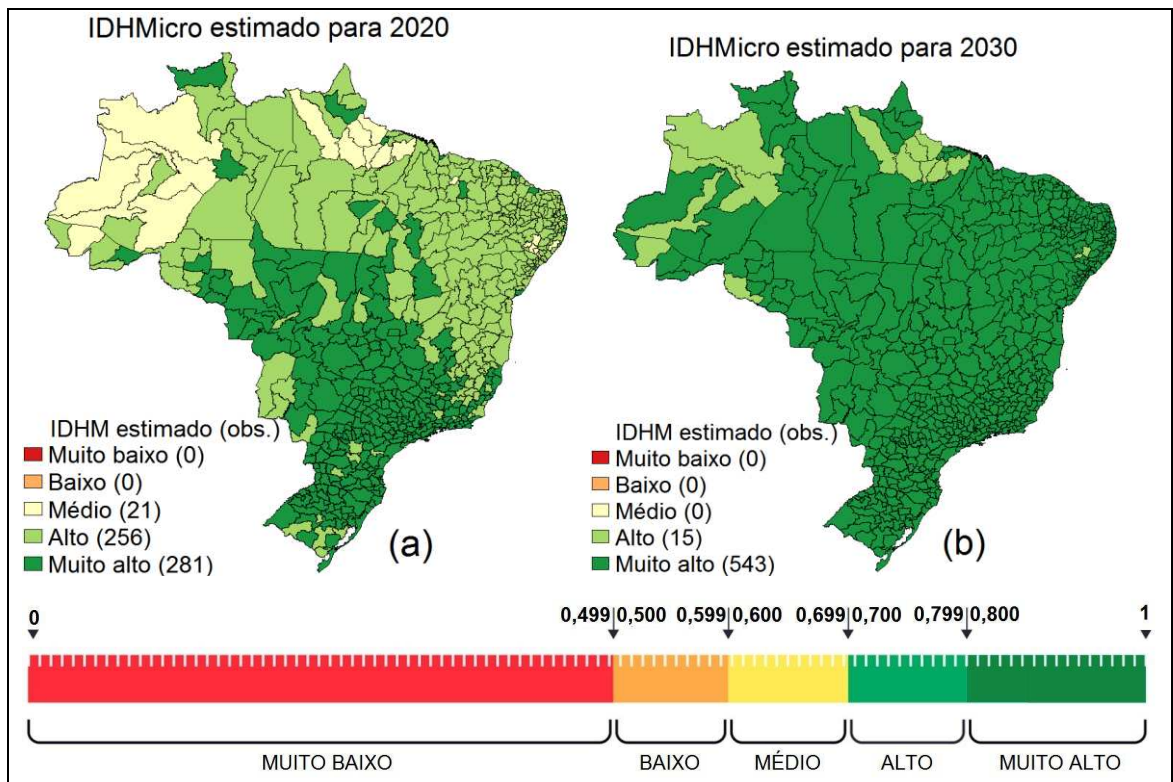 IDHMicro estimado para 2020
IDHM estimado (obs.)
Muito baixo (0)
Baixo (0)
Médio (21)
Alto (256)
Muito alto (281)
(a)
IDHMicro estimado para 2030
IDHM estimado (obs.)
Muito baixo (0)
Baixo (0)
Médio (0)
Alto (15)
Muito alto (543)
(b)
0 0,499 0,500 0,599 0,600 0,699 0,700 0,799 0,800 1
MUITO BAIXO BAIXO MÉDIO ALTO MUITO ALTO